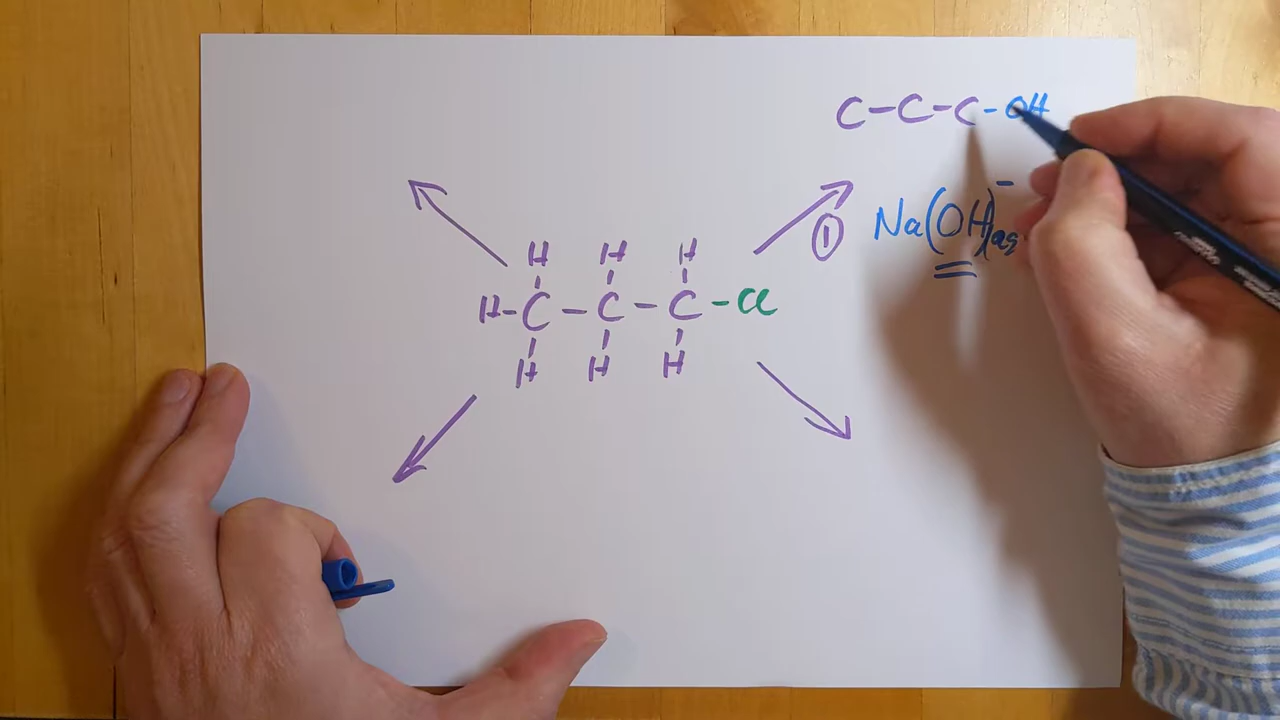 C-C-C-OH
① Na(OH)⁻aq
H H H
H-C-C-C-Cl
H H H